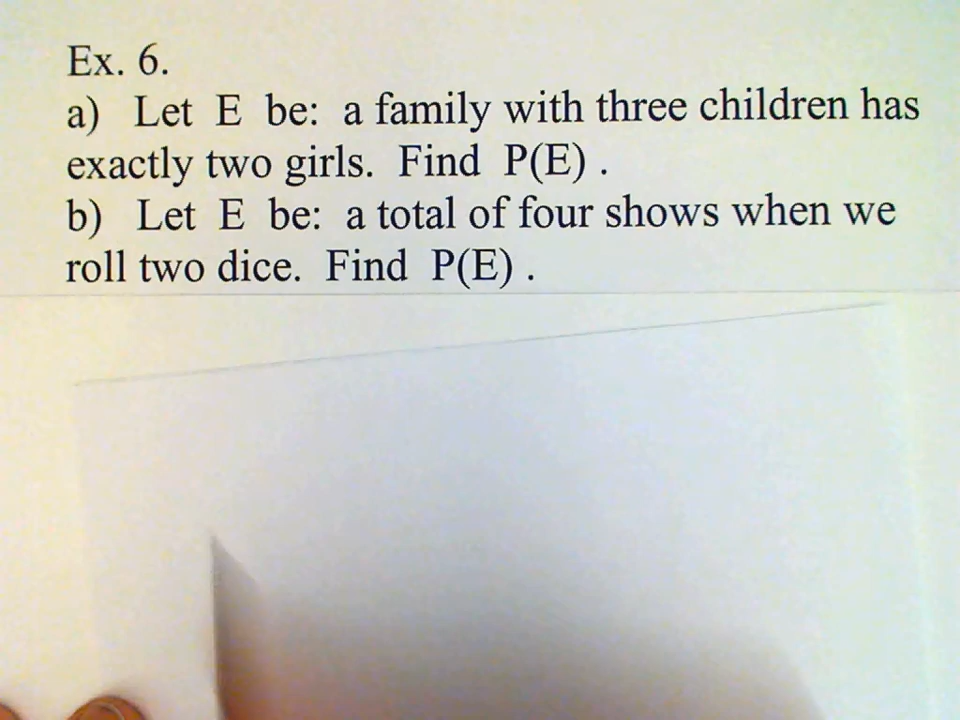 Ex. 6.
a) Let E be: a family with three children has
exactly two girls. Find P(E) .
b) Let E be: a total of four shows when we
roll two dice. Find P(E) .